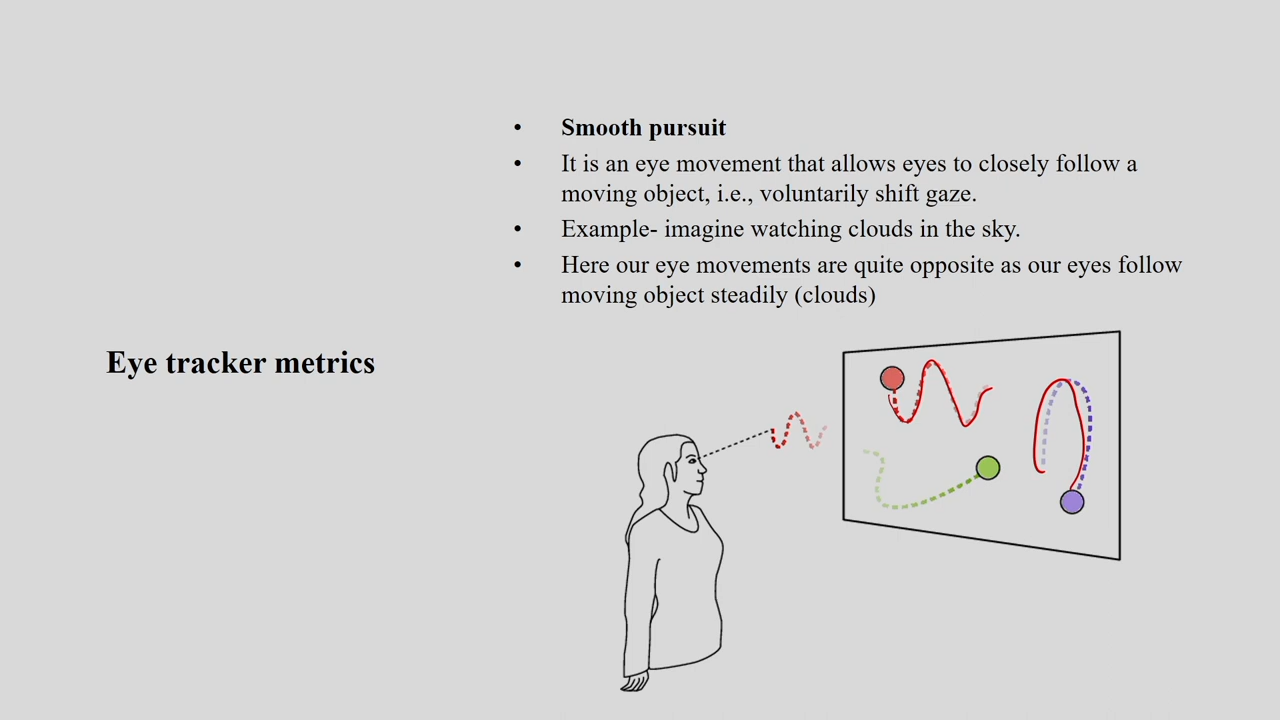 • Smooth pursuit
• It is an eye movement that allows eyes to closely follow a
moving object, i.e., voluntarily shift gaze.
• Example- imagine watching clouds in the sky.
• Here our eye movements are quite opposite as our eyes follow
moving object steadily (clouds)
Eye tracker metrics